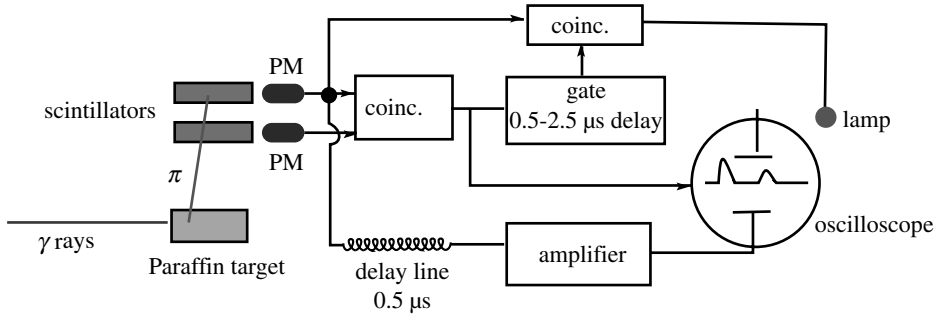 coinc.
PM
scintillators
coinc.
gate
0.5-2.5 μs delay
lamp
PM
π
oscilloscope
γ rays
Paraffin target
delay line
0.5 μs
amplifier